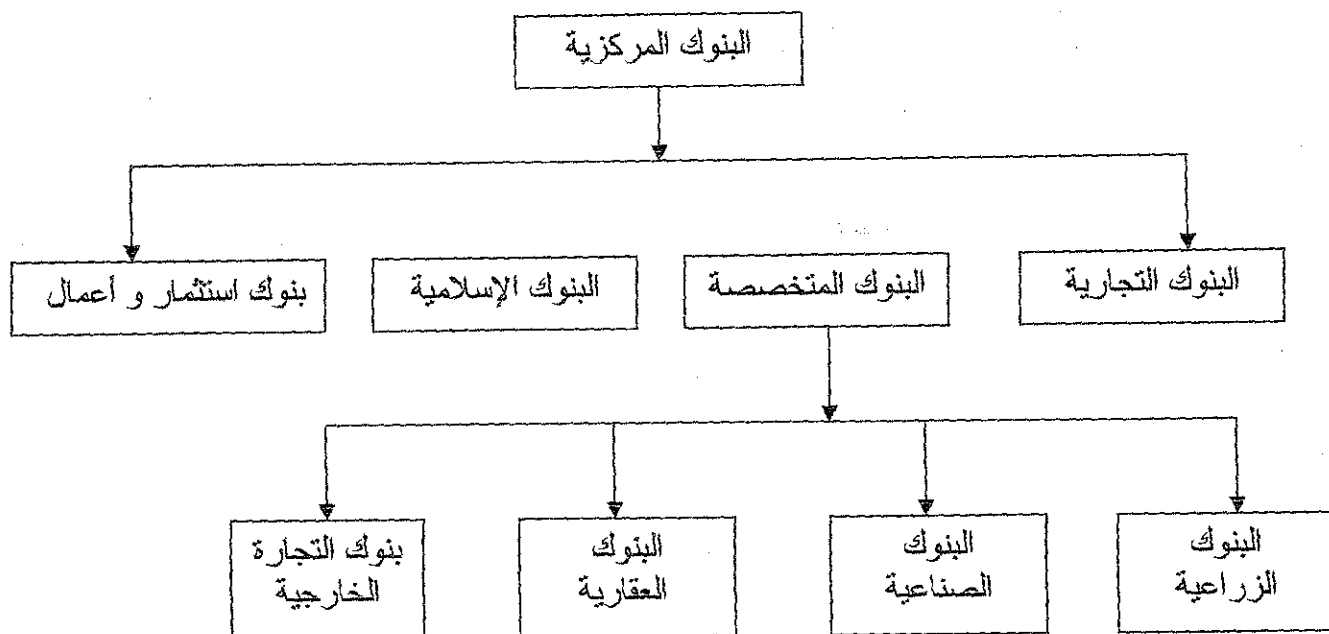 البنوك المركزية
البنوك التجارية
البنوك المتخصصة
البنوك الإسلامية
بنوك استثمار و أعمال
البنوك
الزراعية
البنوك
الصناعية
البنوك
العقارية
بنوك التجارة
الخارجية